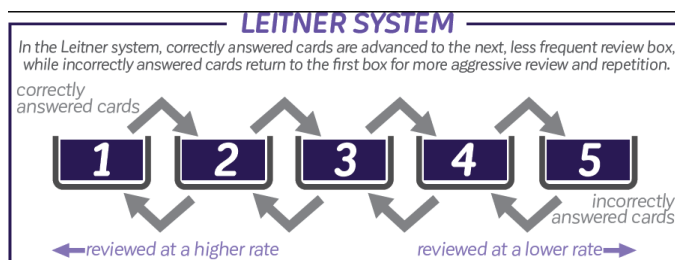 LEITNER SYSTEM
In the Leitner system, correctly answered cards are advanced to the next, less frequent review box,
while incorrectly answered cards return to the first box for more aggressive review and repetition.
correctly
answered cards
1 2 3 4 5
incorrectly
answered cards
reviewed at a higher rate
reviewed at a lower rate